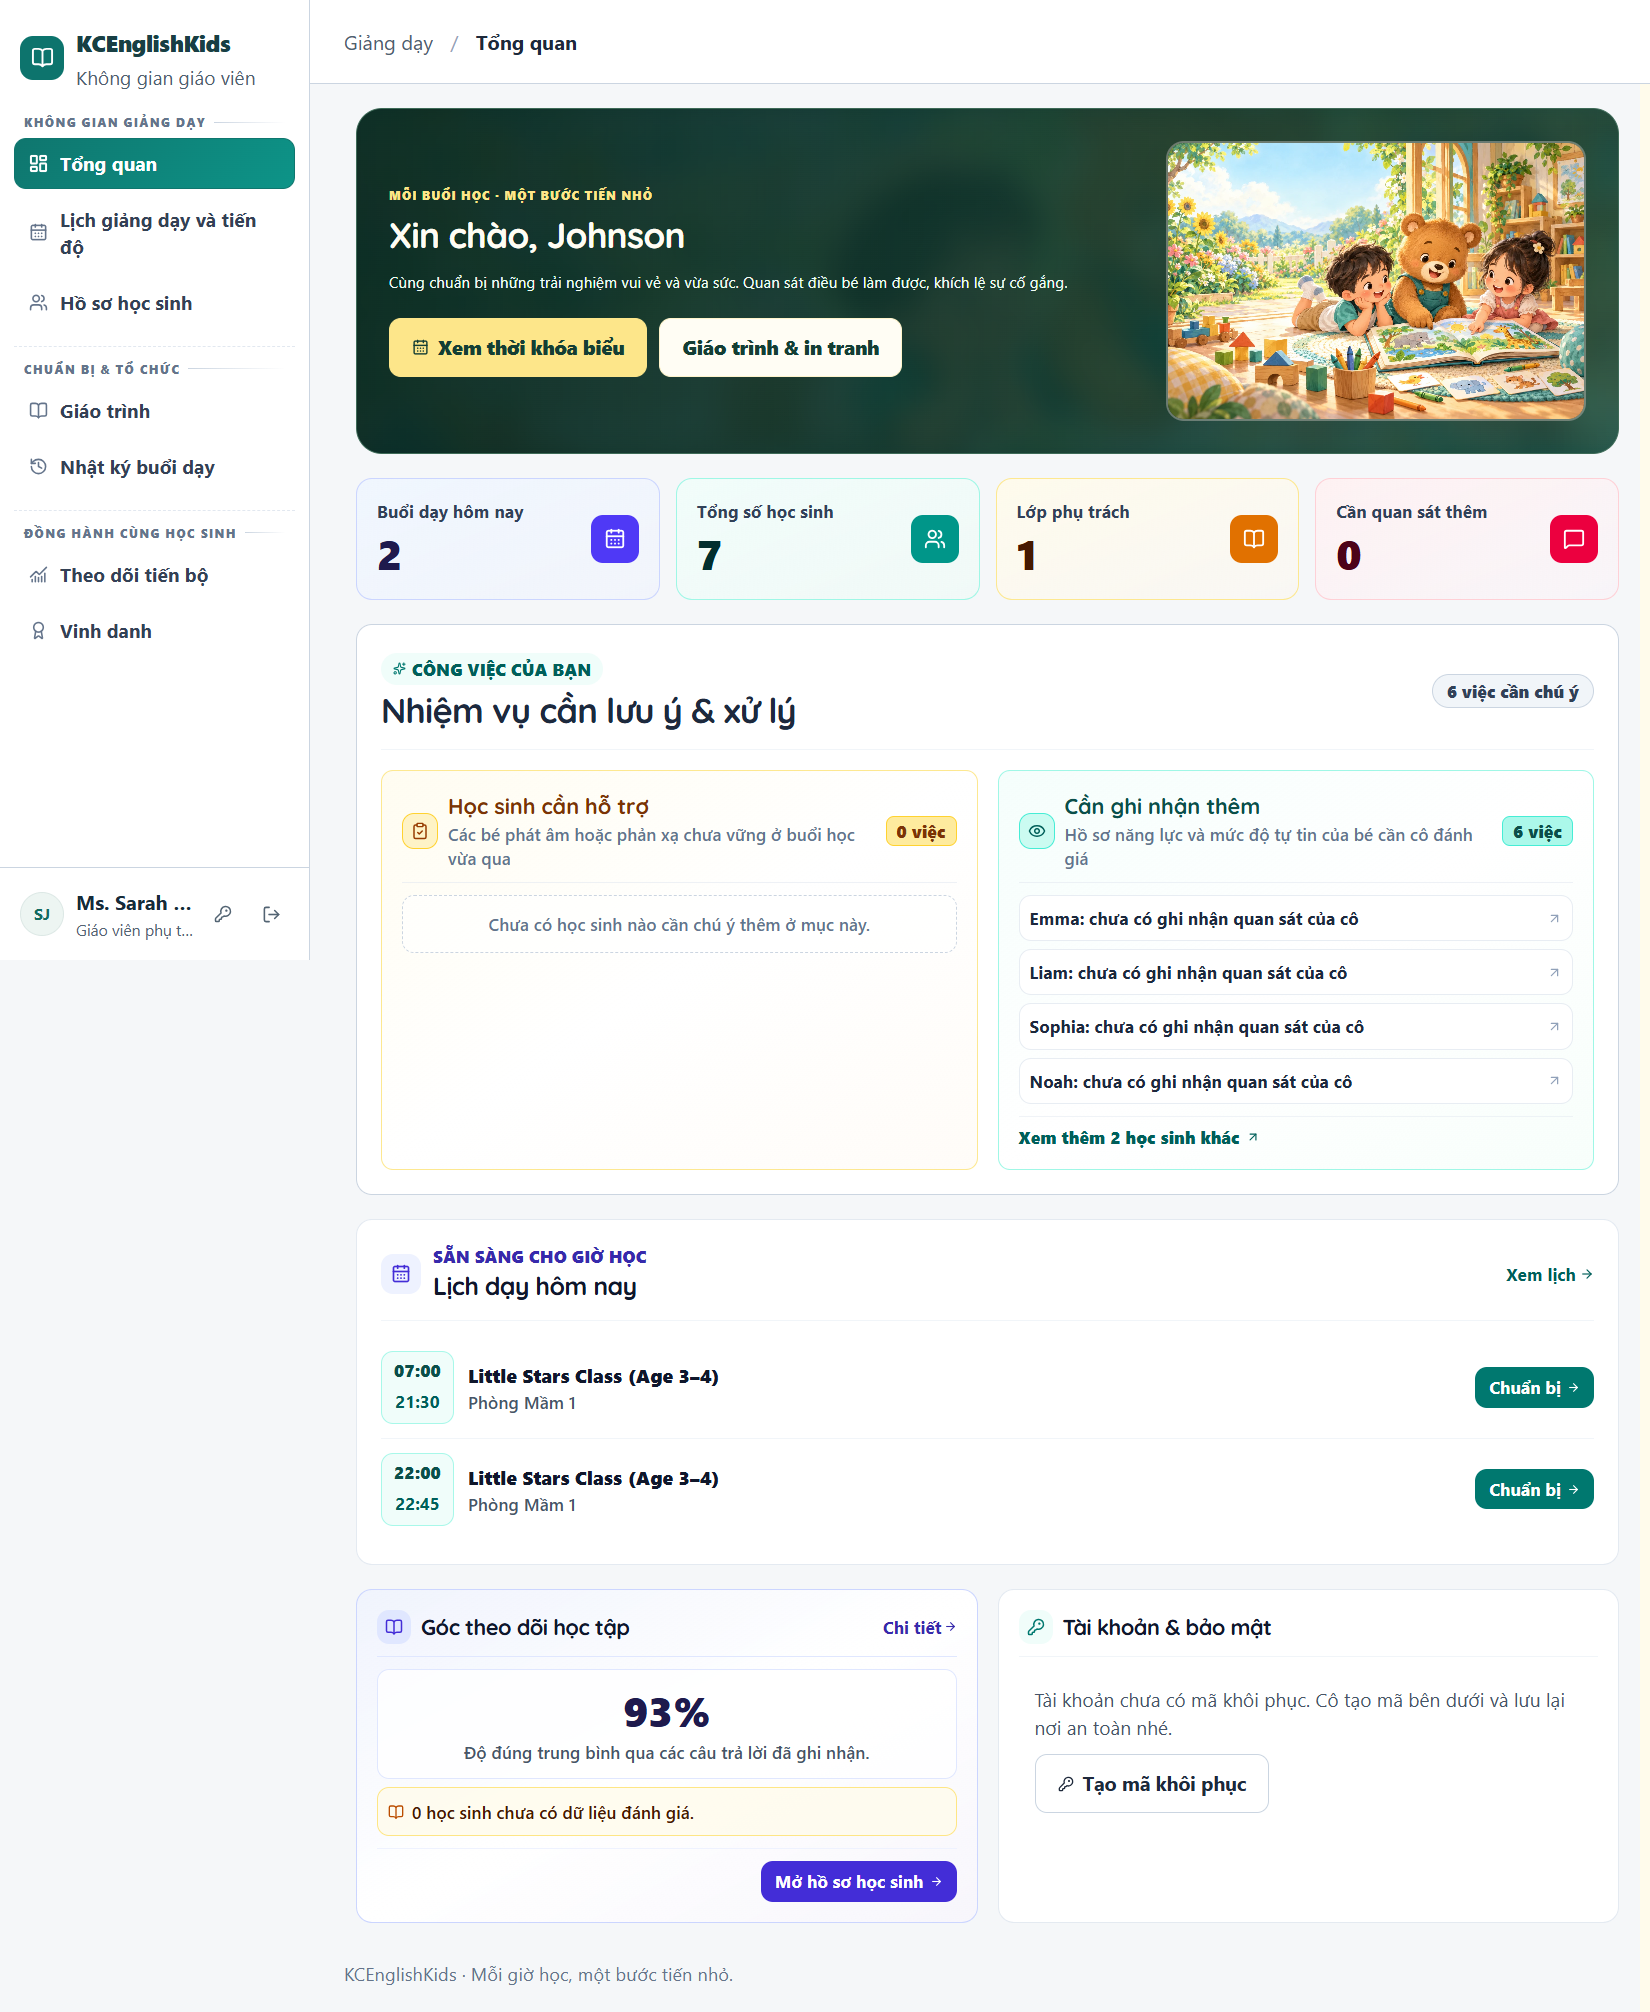 KCEnglishKids
Không gian giáo viên
KHÔNG GIAN GIẢNG DẠY
Tổng quan
Lịch giảng dạy và tiến
độ
Hồ sơ học sinh
CHUẨN BỊ & TỔ CHỨC
Giáo trình
Nhật ký buổi dạy
ĐỒNG HÀNH CÙNG HỌC SINH
Theo dõi tiến bộ
Vinh danh
SJ
Ms. Sarah ...
Giáo viên phụ t...
Giảng dạy / Tổng quan
MỖI BUỔI HỌC · MỘT BƯỚC TIẾN NHỎ
Xin chào, Johnson
Cùng chuẩn bị những trải nghiệm vui vẻ và vừa sức. Quan sát điều bé làm được, khích lệ sự cố gắng.
Xem thời khóa biểu
Giáo trình & in tranh
Buổi dạy hôm nay
2
Tổng số học sinh
7
Lớp phụ trách
1
Cần quan sát thêm
0
CÔNG VIỆC CỦA BẠN
Nhiệm vụ cần lưu ý & xử lý
6 việc cần chú ý
Học sinh cần hỗ trợ
Các bé phát âm hoặc phản xạ chưa vững ở buổi học
vừa qua
0 việc
Chưa có học sinh nào cần chú ý thêm ở mục này.
Cần ghi nhận thêm
Hồ sơ năng lực và mức độ tự tin của bé cần cô đánh
giá
6 việc
Emma: chưa có ghi nhận quan sát của cô
Liam: chưa có ghi nhận quan sát của cô
Sophia: chưa có ghi nhận quan sát của cô
Noah: chưa có ghi nhận quan sát của cô
Xem thêm 2 học sinh khác
SẴN SÀNG CHO GIỜ HỌC
Lịch dạy hôm nay
Xem lịch
07:00
21:30
Little Stars Class (Age 3–4)
Phòng Mầm 1
Chuẩn bị
22:00
22:45
Little Stars Class (Age 3–4)
Phòng Mầm 1
Chuẩn bị
Góc theo dõi học tập
Chi tiết
93%
Độ đúng trung bình qua các câu trả lời đã ghi nhận.
0 học sinh chưa có dữ liệu đánh giá.
Mở hồ sơ học sinh
Tài khoản & bảo mật
Tài khoản chưa có mã khôi phục. Cô tạo mã bên dưới và lưu lại
nơi an toàn nhé.
Tạo mã khôi phục
KCEnglishKids · Mỗi giờ học, một bước tiến nhỏ.